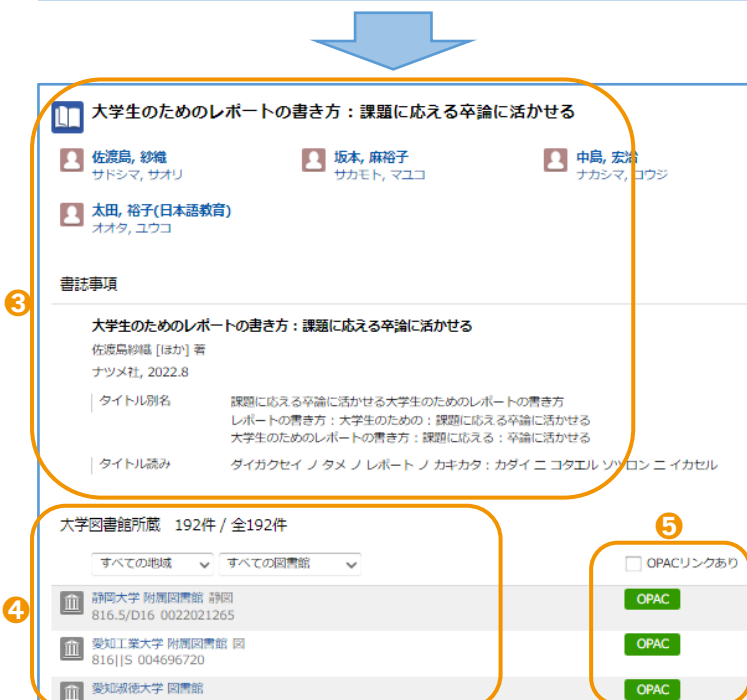 大学生のためのレポートの書き方：課題に応える卒論に活かせる
佐渡島, 紗織
サドシマ, サオリ
坂本, 麻裕子
サカモト, マユコ
中島, 宏治
ナカシマ, コウジ
太田, 裕子(日本語教育)
オオタ, ユウコ
❸
書誌事項
大学生のためのレポートの書き方：課題に応える卒論に活かせる
佐渡島紗織 [ほか] 著
ナツメ社, 2022.8
タイトル別名
課題に応える卒論に活かせる大学生のためのレポートの書き方
レポートの書き方：大学生のための：課題に応える卒論に活かせる
大学生のためのレポートの書き方：課題に応える：卒論に活かせる
タイトル読み
ダイガクセイ ノ タメ ノ レポート ノ カキカタ：カダイ ニ コタエル ソツロン ニ イカセル
大学図書館所蔵 192件 / 全192件
❺
すべての地域 すべての図書館
OPACリンクあり
❹
静岡大学 附属図書館 静図
816.5/D16 0022021265
OPAC
愛知工業大学 附属図書館 図
816||S 004696720
OPAC
愛知淑徳大学 図書館
OPAC